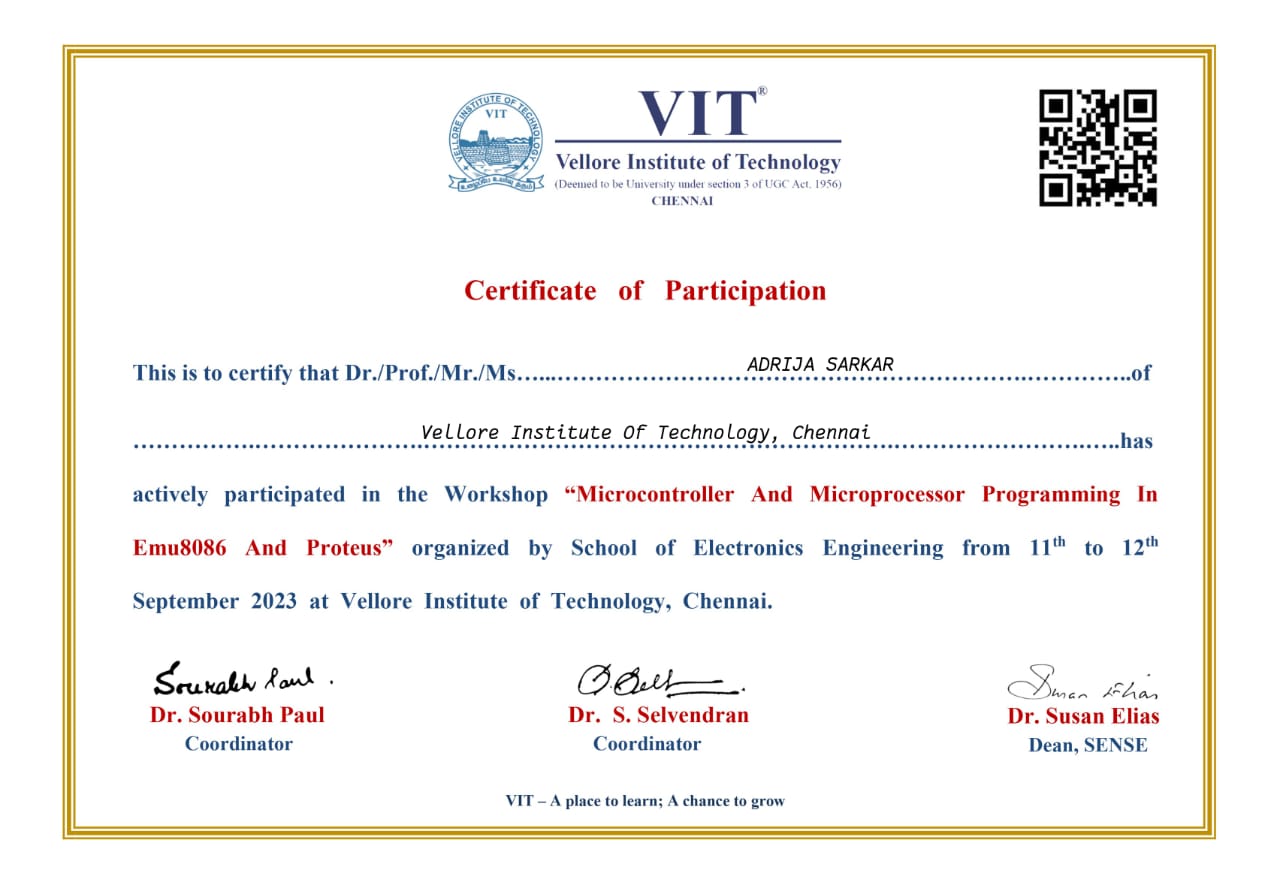 VELLORE INSTITUTE OF TECHNOLOGY
VIT
VIT®
Vellore Institute of Technology
(Deemed to be University under section 3 of UGC Act, 1956)
CHENNAI
Certificate of Participation
This is to certify that Dr./Prof./Mr./Ms…...……………………ADRIJA SARKAR………………….…………..of
…………….………………….Vellore Institute Of Technology, Chennai………….……………….…..has
actively participated in the Workshop “Microcontroller And Microprocessor Programming In
Emu8086 And Proteus” organized by School of Electronics Engineering from 11th to 12th
September 2023 at Vellore Institute of Technology, Chennai.
Sourabh Paul.
Dr. Sourabh Paul
Coordinator
Dr. S. Selvendran
Coordinator
Susan Elias
Dr. Susan Elias
Dean, SENSE
VIT – A place to learn; A chance to grow